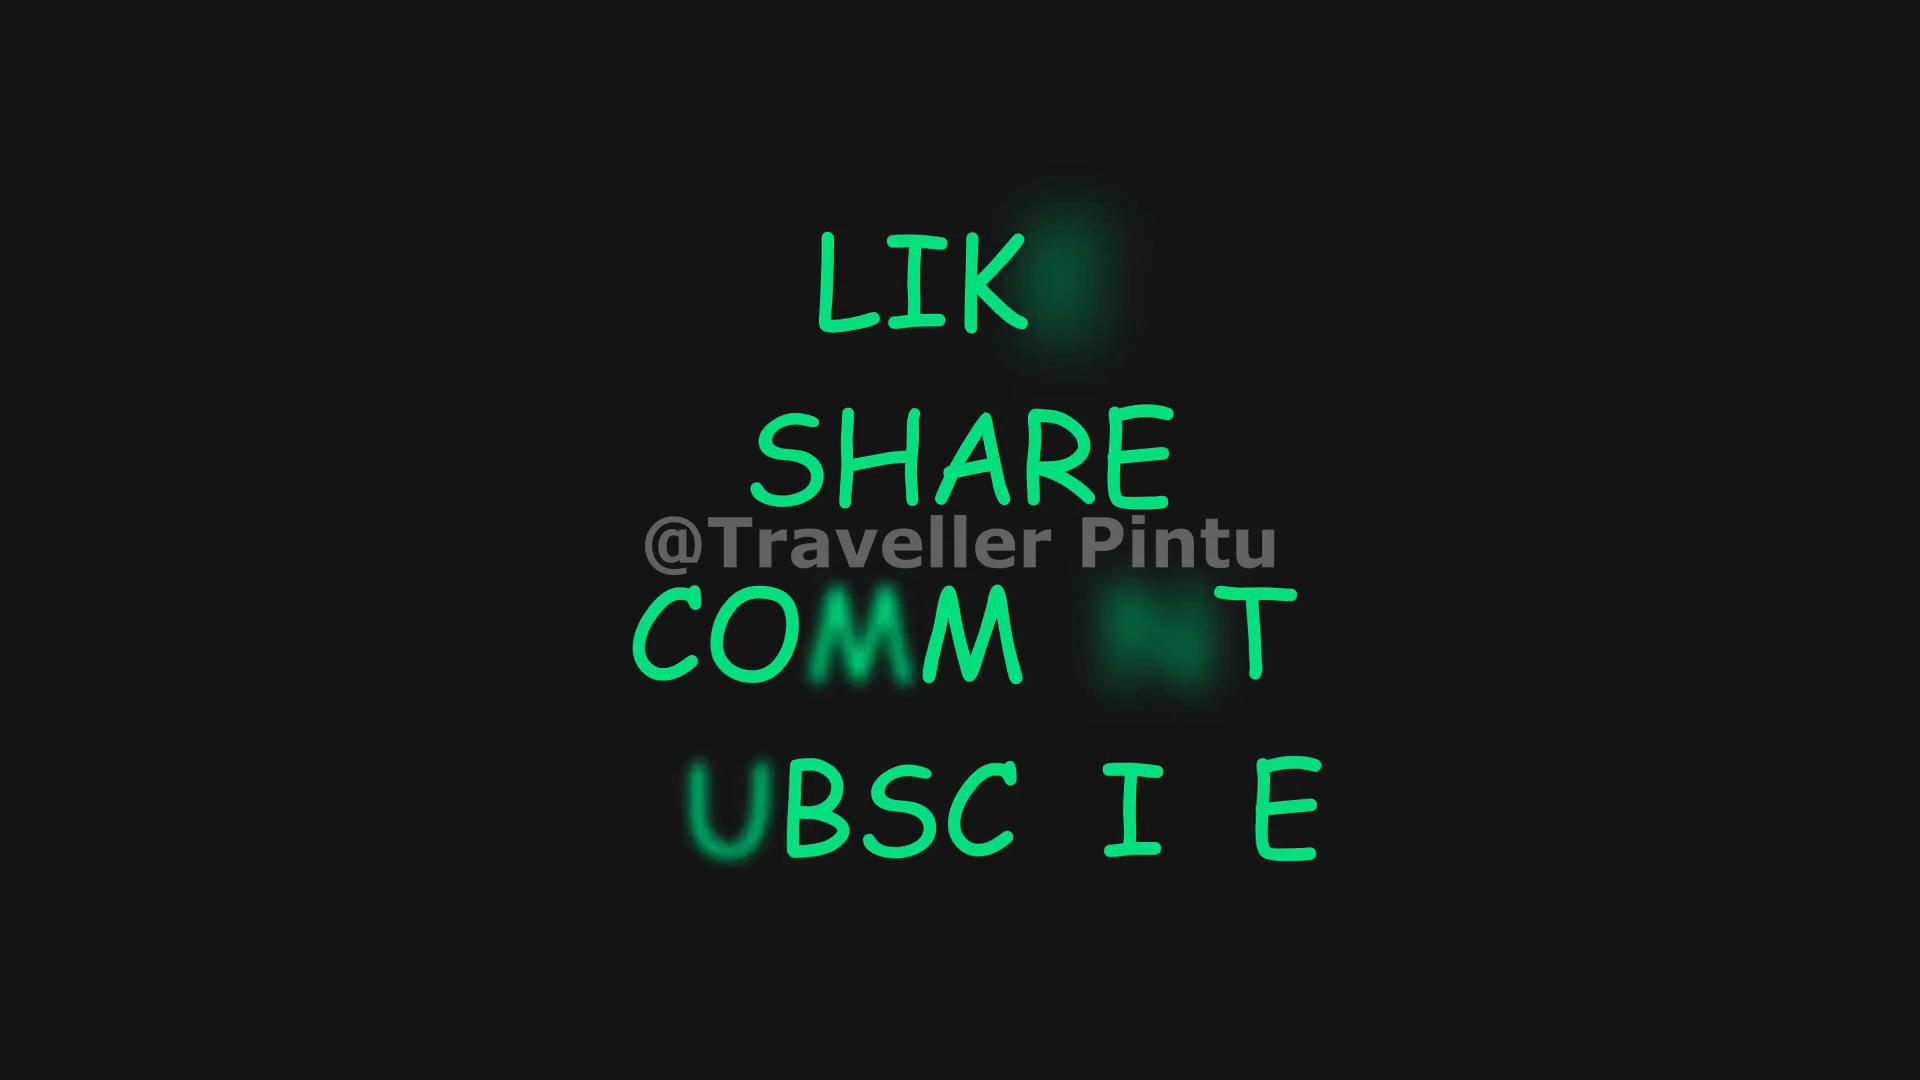 LIK
SHARE
@Traveller Pintu
COMM T
UBSC I E